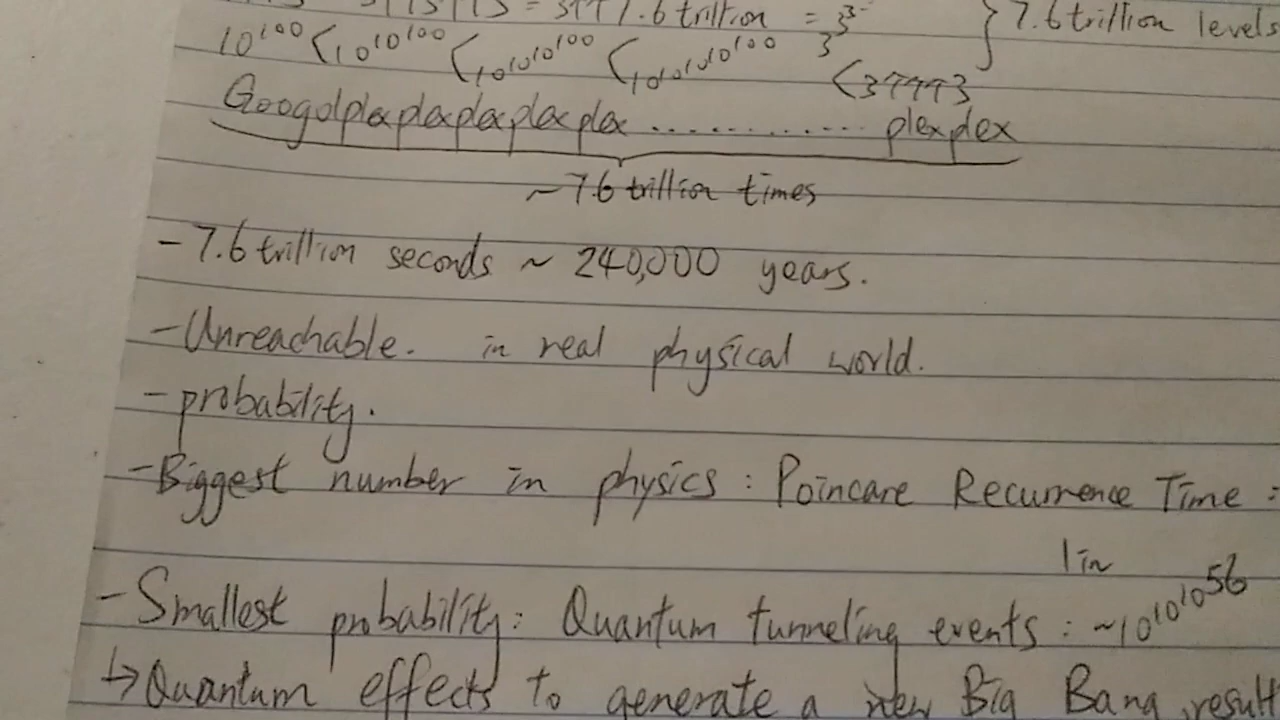 = 3↑↑7.6 trillion = 3^3^3 } 7.6 trillion levels
10^100 < 10^10^100 < 10^10^10^100 < 10^10^10^10^100 < 3↑↑↑3
Googolplexplexplexplexplex ............. plexplex
~7.6 trillion times
- 7.6 trillion seconds ~ 240,000 years.
- Unreachable. in real physical world.
- probability.
- Biggest number in physics : Poincare Recurrence Time :
1 in
- Smallest probability : Quantum tunneling events : ~10^10^10^56
↳ Quantum effects to generate a new Big Bang result